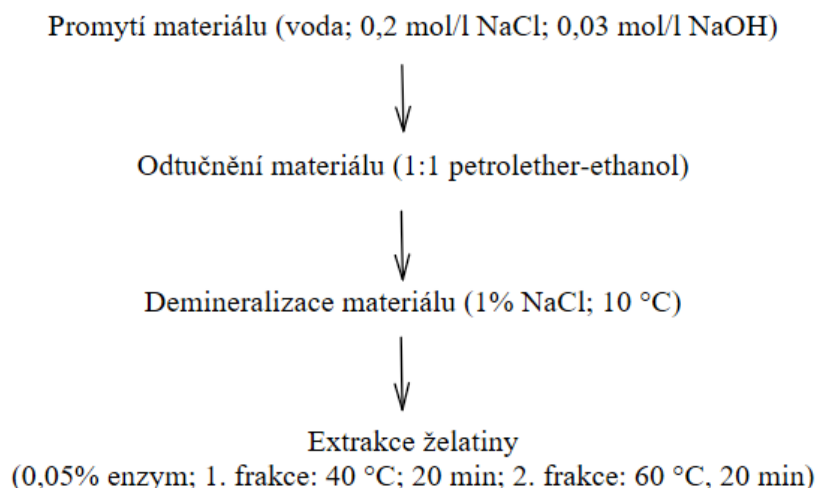 Promytí materiálu (voda; 0,2 mol/l NaCl; 0,03 mol/l NaOH)
Odtučnění materiálu (1:1 petrolether-ethanol)
Demineralizace materiálu (1% NaCl; 10 °C)
Extrakce želatiny
(0,05% enzym; 1. frakce: 40 °C; 20 min; 2. frakce: 60 °C, 20 min)